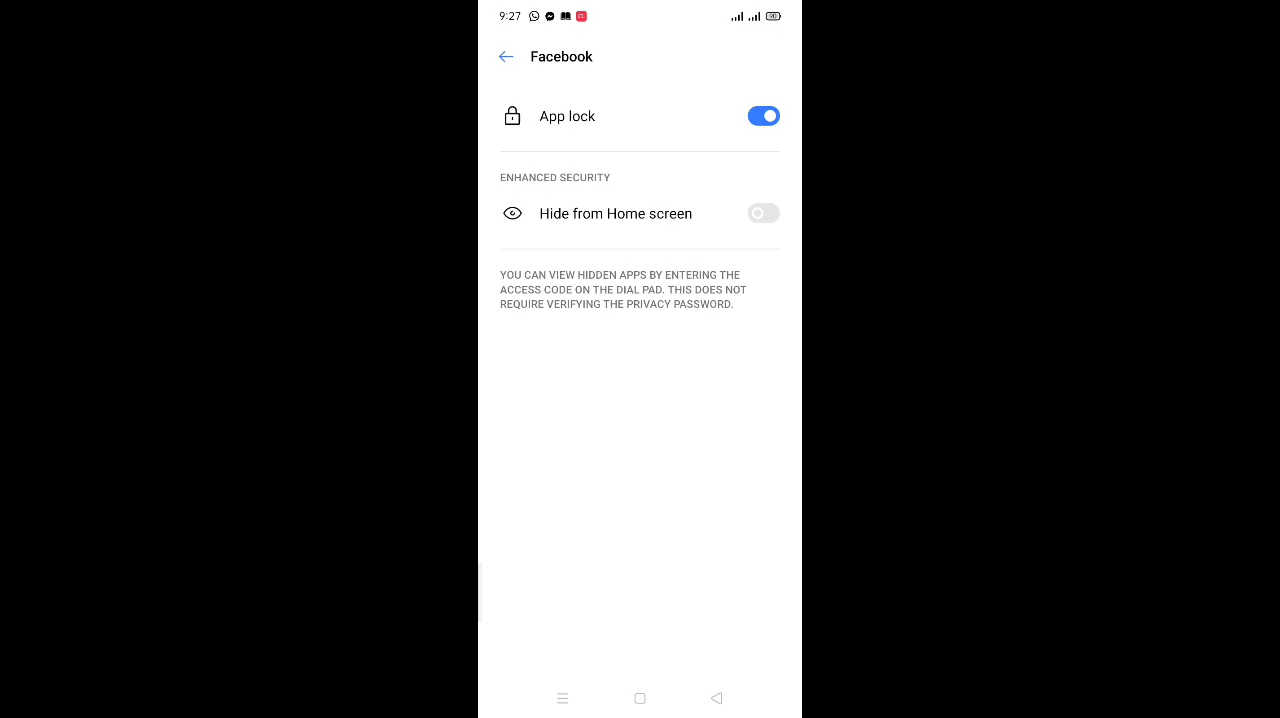 9:27
Facebook
App lock
ENHANCED SECURITY
Hide from Home screen
YOU CAN VIEW HIDDEN APPS BY ENTERING THE
ACCESS CODE ON THE DIAL PAD. THIS DOES NOT
REQUIRE VERIFYING THE PRIVACY PASSWORD.